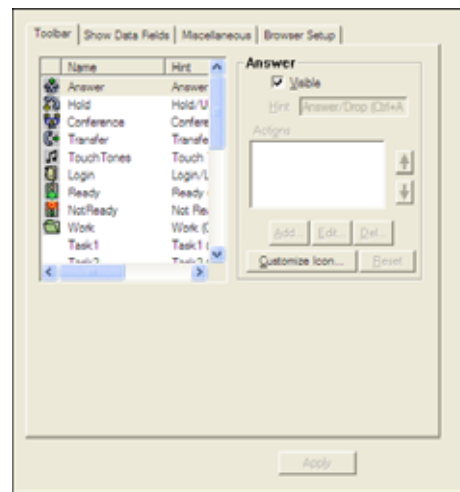 Toolbar Show Data Fields Miscellaneous Browser Setup
Name Hint
Answer Answer
Hold Hold/U
Conference Confere
Transfer Transfe
TouchTones Touch
Login Login/L
Ready Ready
NotReady Not Re
Work Work (C
Task1 Task1
Task2 Task2
Answer
Visible
Hint Answer/Drop (Ctrl+A
Actions
Add... Edit... Del...
Customize Icon... Reset
Apply